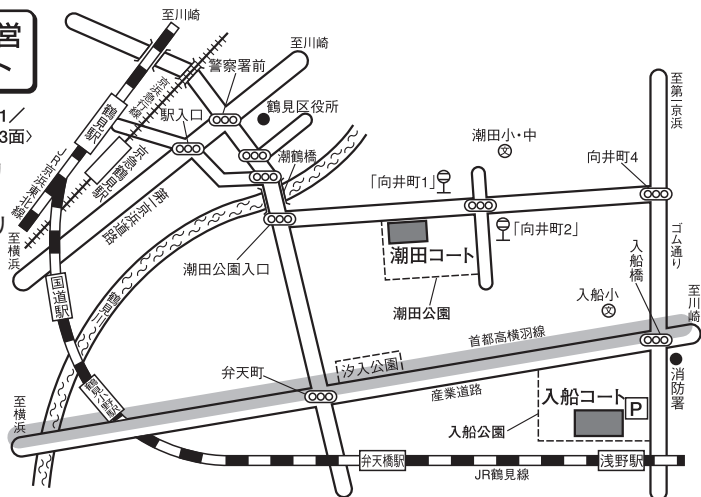 営
ト
1/
3面〉
至川崎
至川崎
警察署前
鶴見区役所
京浜急行線
駅入口
鶴見駅
京急鶴見駅
JR京浜東北線
第一京浜道路
至横浜
潮鶴橋
潮田小・中
文
向井町4
至第一京浜
「向井町1」
「向井町2」
潮田コート
潮田公園入口
潮田公園
ゴム通り
入船橋
入船小
文
至川崎
国道駅
鶴見川
首都高横羽線
汐入公園
弁天町
産業道路
消防署
鶴見小野駅
至横浜
入船コート
P
入船公園
弁天橋駅
浅野駅
JR鶴見線